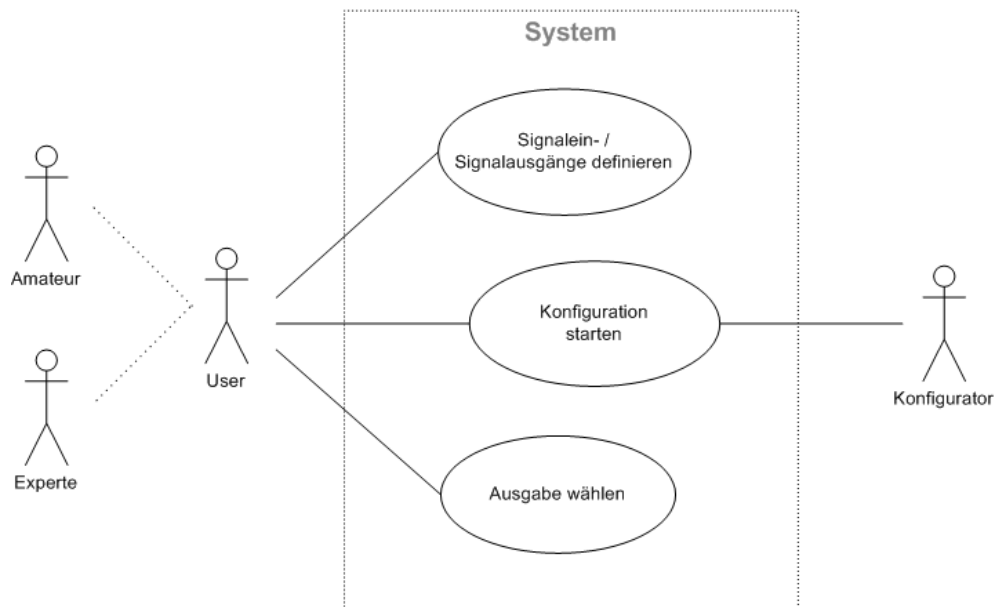 System
Signalein- /
Signalausgänge definieren
Amateur
Konfiguration
starten
User
Konfigurator
Experte
Ausgabe wählen